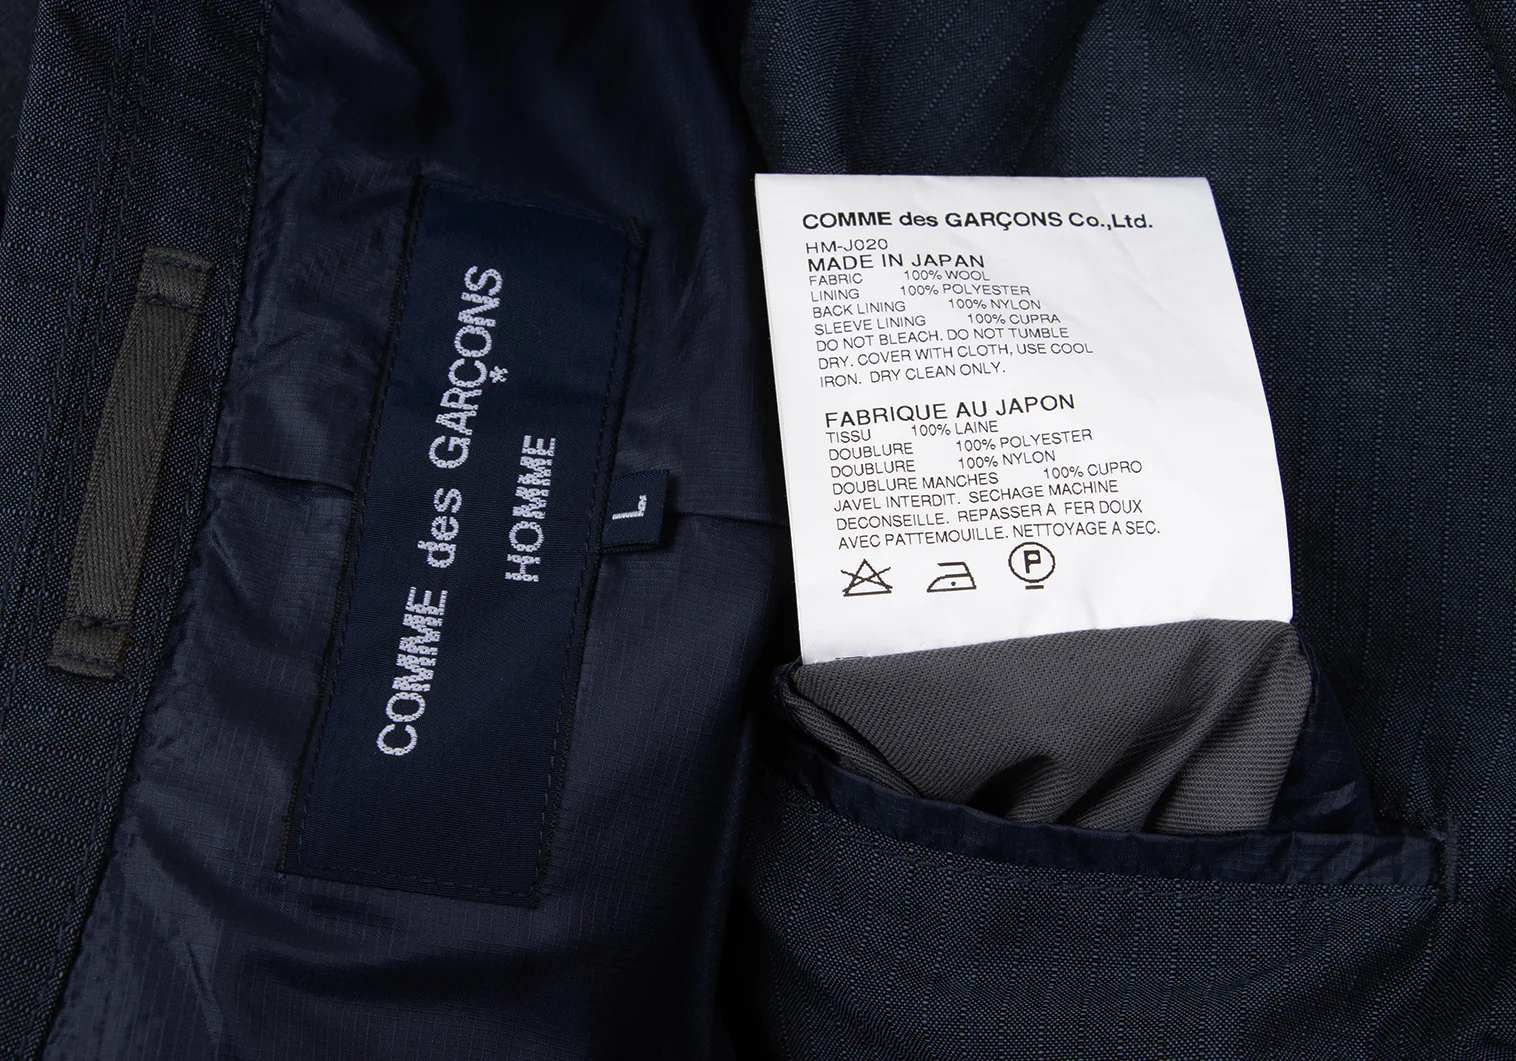 COMME des GARÇONS
HOMME
L
COMME des GARÇONS Co.,Ltd.
HM-J020
MADE IN JAPAN
FABRIC 100% WOOL
LINING 100% POLYESTER
BACK LINING 100% NYLON
SLEEVE LINING 100% CUPRA
DO NOT BLEACH. DO NOT TUMBLE
DRY. COVER WITH CLOTH, USE COOL
IRON. DRY CLEAN ONLY.
FABRIQUE AU JAPON
TISSU 100% LAINE
DOUBLURE 100% POLYESTER
DOUBLURE 100% NYLON
DOUBLURE MANCHES 100% CUPRO
JAVEL INTERDIT. SECHAGE MACHINE
DECONSEILLE. REPASSER A FER DOUX
AVEC PATTEMOUILLE. NETTOYAGE A SEC.
P